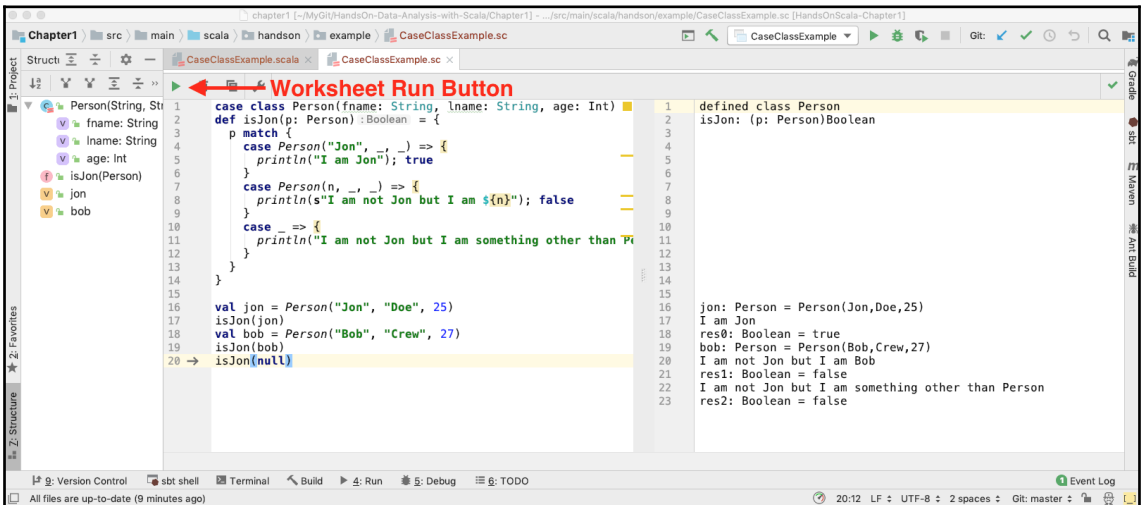 chapter1 [~/MyGit/HandsOn-Data-Analysis-with-Scala/Chapter1] - .../src/main/scala/handson/example/CaseClassExample.sc [HandsOnScala-Chapter1]
Chapter1 src main scala handson example CaseClassExample.sc CaseClassExample Git:
1: Project
Structi
CaseClassExample.scala
CaseClassExample.sc
Worksheet Run Button
Person(String, Str
fname: String
lname: String
age: Int
isJon(Person)
jon
bob
1 case class Person(fname: String, lname: String, age: Int)
2 def isJon(p: Person) : Boolean = {
3 p match {
4 case Person("Jon", _, _) => {
5 println("I am Jon"); true
6 }
7 case Person(n, _, _) => {
8 println(s"I am not Jon but I am ${n}"); false
9 }
10 case _ => {
11 println("I am not Jon but I am something other than Pe
12 }
13 }
14 }
15
16 val jon = Person("Jon", "Doe", 25)
17 isJon(jon)
18 val bob = Person("Bob", "Crew", 27)
19 isJon(bob)
20 isJon(null)
1 defined class Person
2 isJon: (p: Person)Boolean
3
4
5
6
7
8
9
10
11
12
13
14
15
16 jon: Person = Person(Jon,Doe,25)
17 I am Jon
18 res0: Boolean = true
19 bob: Person = Person(Bob,Crew,27)
20 I am not Jon but I am Bob
21 res1: Boolean = false
22 I am not Jon but I am something other than Person
23 res2: Boolean = false
Gradle
sbt
Maven
Ant Build
2: Favorites
Z: Structure
9: Version Control sbt shell Terminal Build 4: Run 5: Debug 6: TODO 1 Event Log
All files are up-to-date (9 minutes ago) 20:12 LF UTF-8 2 spaces Git: master